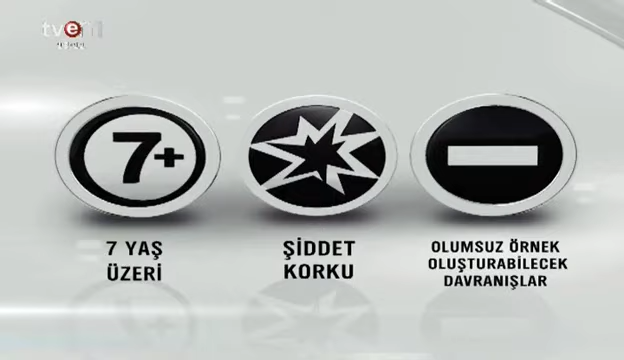 tvem
7+
7 YAŞ
ÜZERİ
ŞİDDET
KORKU
OLUMSUZ ÖRNEK
OLUŞTURABİLECEK
DAVRANIŞLAR